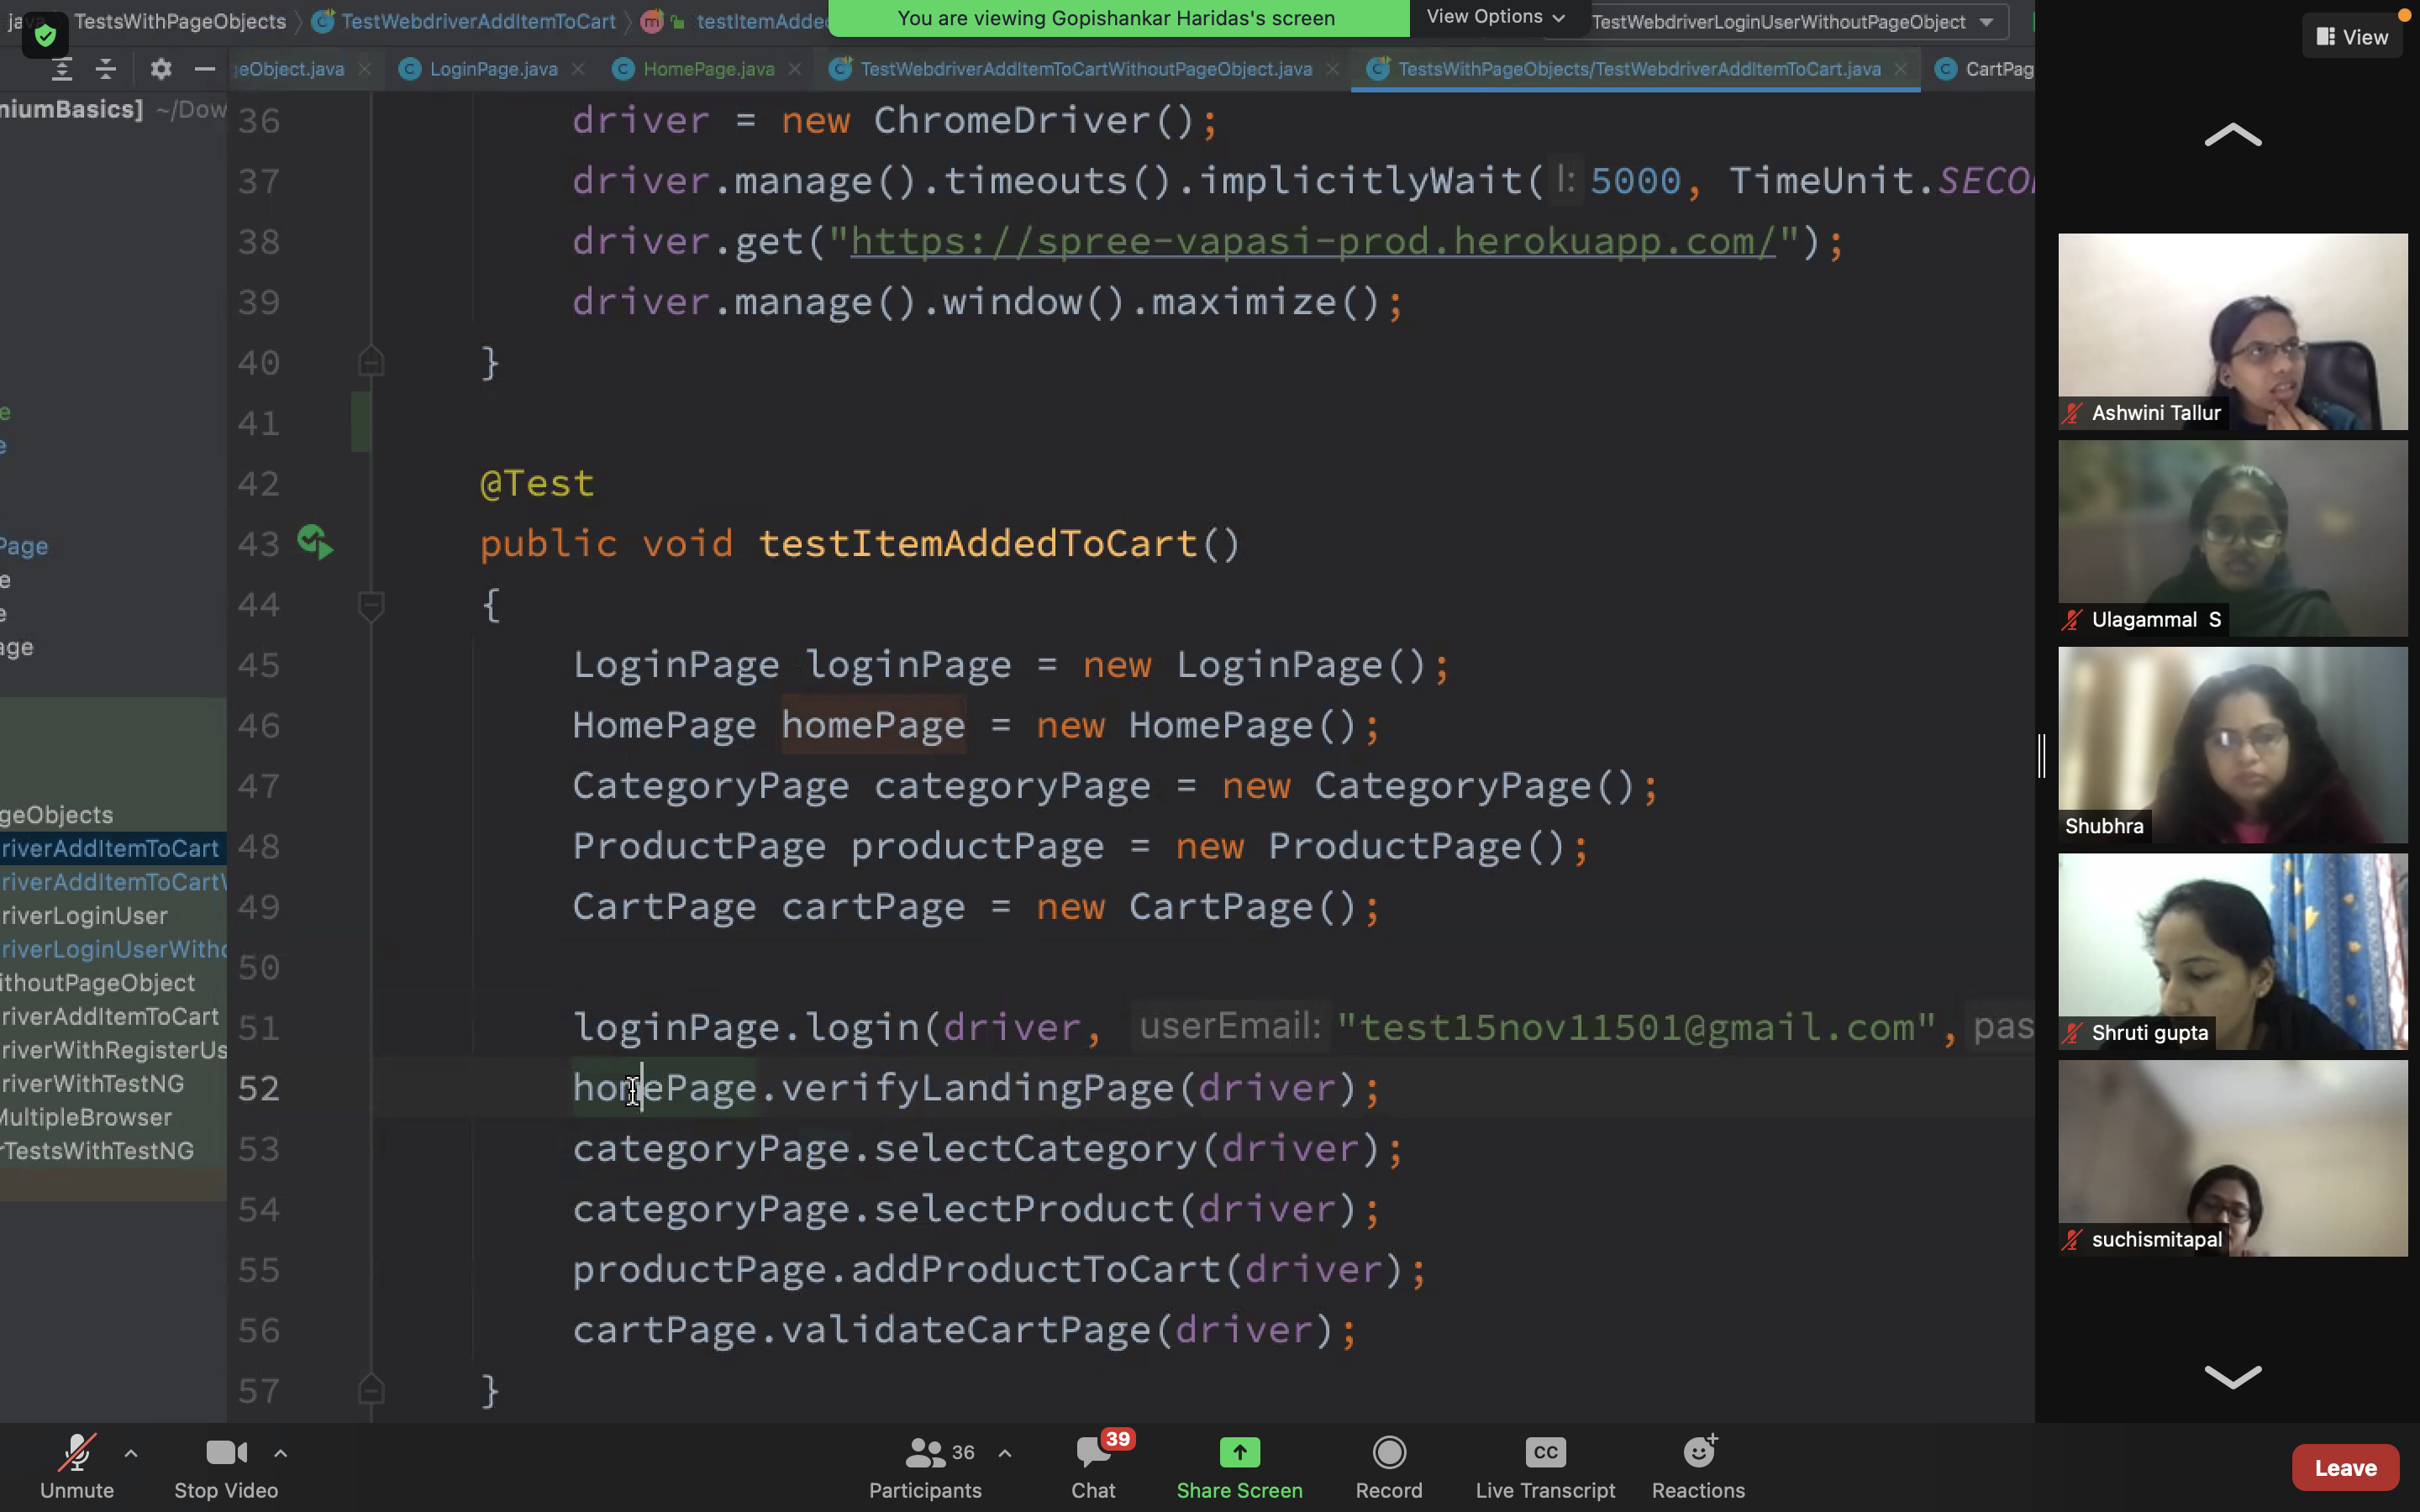 TestsWithPageObjects TestWebdriverAddItemToCart
You are viewing Gopishankar Haridas's screen
View Options
TestWebdriverLoginUserWithoutPageObject
View
eObject.java
LoginPage.java
HomePage.java
TestWebdriverAddItemToCartWithoutPageObject.java
TestsWithPageObjects/TestWebdriverAddItemToCart.java
CartPag
niumBasics] ~/Dow
e
e
Page
e
e
age
geObjects
riverAddItemToCart
riverAddItemToCart
riverLoginUser
riverLoginUserWitho
ithoutPageObject
riverAddItemToCart
riverWithRegisterUs
riverWithTestNG
MultipleBrowser
rTestsWithTestNG
36 driver = new ChromeDriver();
37 driver.manage().timeouts().implicitlyWait( l: 5000, TimeUnit.SECO
38 driver.get("https://spree-vapasi-prod.herokuapp.com/");
39 driver.manage().window().maximize();
40 }
41
42 @Test
43 public void testItemAddedToCart()
44 {
45 LoginPage loginPage = new LoginPage();
46 HomePage homePage = new HomePage();
47 CategoryPage categoryPage = new CategoryPage();
48 ProductPage productPage = new ProductPage();
49 CartPage cartPage = new CartPage();
50
51 loginPage.login(driver, userEmail: "test15nov11501@gmail.com", pas
52 homePage.verifyLandingPage(driver);
53 categoryPage.selectCategory(driver);
54 categoryPage.selectProduct(driver);
55 productPage.addProductToCart(driver);
56 cartPage.validateCartPage(driver);
57 }
Ashwini Tallur
Ulagammal S
Shubhra
Shruti gupta
suchismitapal
Unmute
Stop Video
36
Participants
39
Chat
Share Screen
Record
CC
Live Transcript
Reactions
Leave